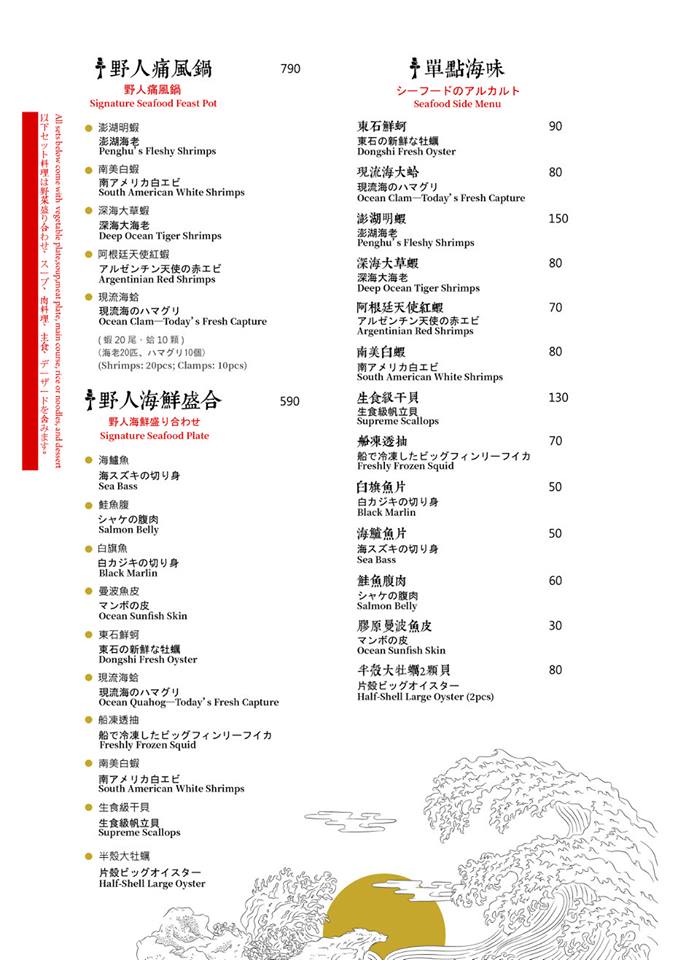 All sets below come with vegetable plate,soup,meat plate, main course, rice or noodles, and dessert
以下セット料理は野菜盛り合わせ、スープ、肉料理、主食、デザードを含みます。
野人痛風鍋 790
野人痛風鍋
Signature Seafood Feast Pot
澎湖明蝦
澎湖海老
Penghu's Fleshy Shrimps
南美白蝦
南アメリカ白エビ
South American White Shrimps
深海大草蝦
深海大海老
Deep Ocean Tiger Shrimps
阿根廷天使紅蝦
アルゼンチン天使の赤エビ
Argentinian Red Shrimps
現流海蛤
現流海のハマグリ
Ocean Clam—Today's Fresh Capture
(蝦20尾·蛤10顆)
(海老20匹、ハマグリ10個)
(Shrimps: 20pcs; Clamps: 10pcs)
野人海鮮盛合 590
野人海鮮盛り合わせ
Signature Seafood Plate
海鱸魚
海スズキの切り身
Sea Bass
鮭魚腹
シャケの腹肉
Salmon Belly
白旗魚
白カジキの切り身
Black Marlin
曼波魚皮
マンボの皮
Ocean Sunfish Skin
東石鮮蚵
東石の新鮮な牡蠣
Dongshi Fresh Oyster
現流海蛤
現流海のハマグリ
Ocean Quahog—Today's Fresh Capture
船凍透抽
船で冷凍したビッグフィンリーフイカ
Freshly Frozen Squid
南美白蝦
南アメリカ白エビ
South American White Shrimps
生食級干貝
生食級帆立貝
Supreme Scallops
半殼大牡蠣
片殻ビッグオイスター
Half-Shell Large Oyster
單點海味
シーフードのアルカルト
Seafood Side Menu
東石鮮蚵 90
東石の新鮮な牡蠣
Dongshi Fresh Oyster
現流海大蛤 80
現流海のハマグリ
Ocean Clam—Today's Fresh Capture
澎湖明蝦 150
澎湖海老
Penghu's Fleshy Shrimps
深海大草蝦 80
深海大海老
Deep Ocean Tiger Shrimps
阿根廷天使紅蝦 70
アルゼンチン天使の赤エビ
Argentinian Red Shrimps
南美白蝦 80
南アメリカ白エビ
South American White Shrimps
生食級干貝 130
生食級帆立貝
Supreme Scallops
船凍透抽 70
船で冷凍したビッグフィンリーフイカ
Freshly Frozen Squid
白旗魚片 50
白カジキの切り身
Black Marlin
海鱸魚片 50
海スズキの切り身
Sea Bass
鮭魚腹肉 60
シャケの腹肉
Salmon Belly
膠原曼波魚皮 30
マンボの皮
Ocean Sunfish Skin
半殼大牡蠣2顆貝 80
片殻ビッグオイスター
Half-Shell Large Oyster (2pcs)